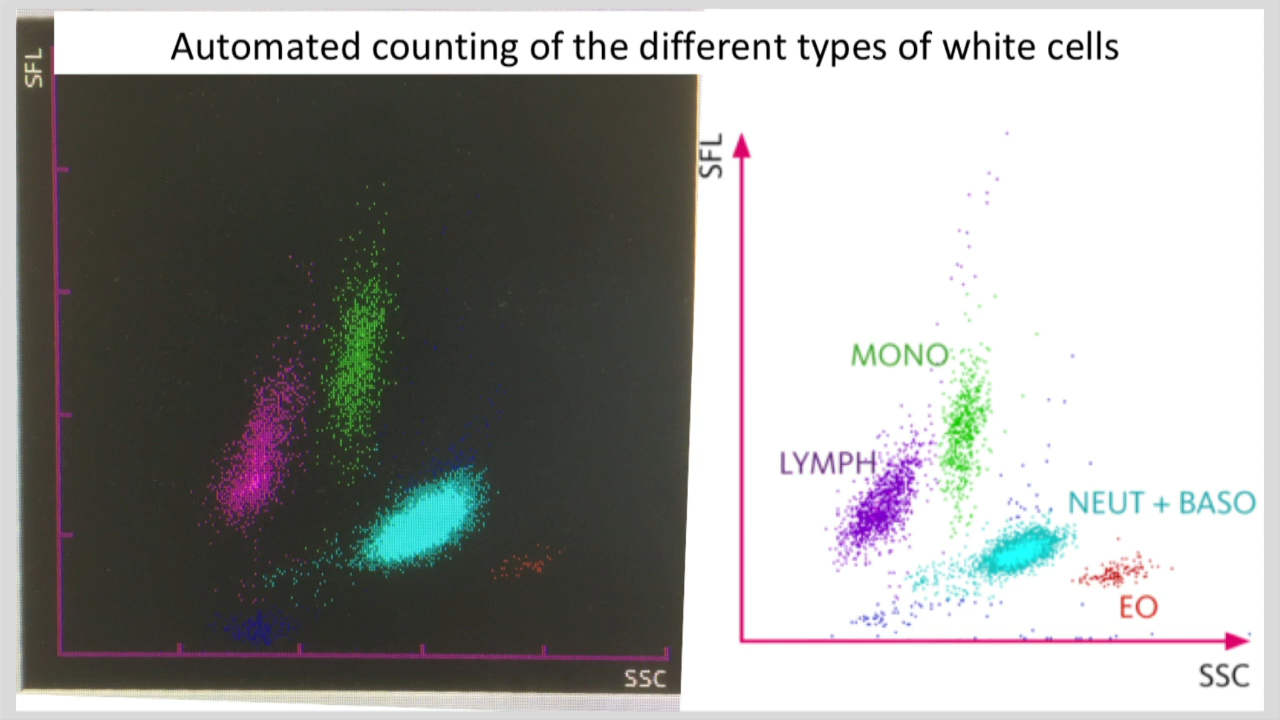 Automated counting of the different types of white cells
SFL
SSC
SFL
MONO
LYMPH
NEUT + BASO
EO
SSC